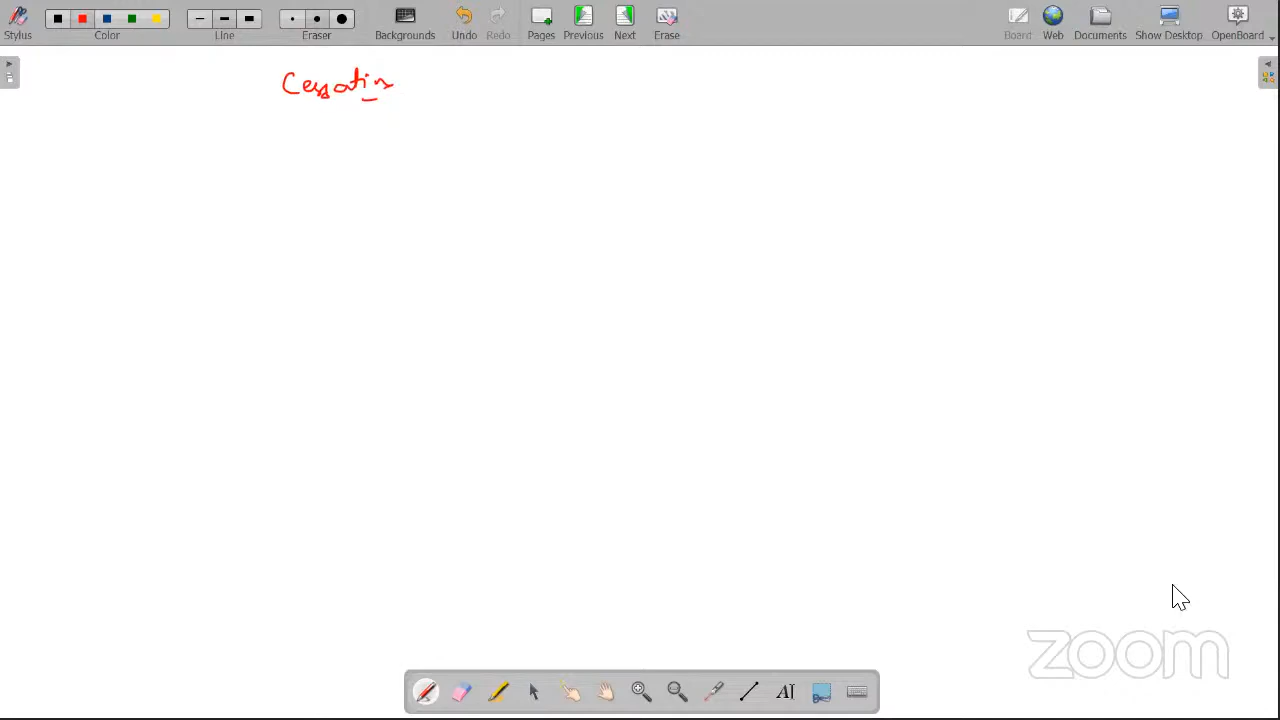 Stylus
Color
Line
Eraser
Backgrounds
Undo
Redo
Pages
Previous
Next
Erase
Board
Web
Documents
Show Desktop
OpenBoard
Cessation
AI
zoom